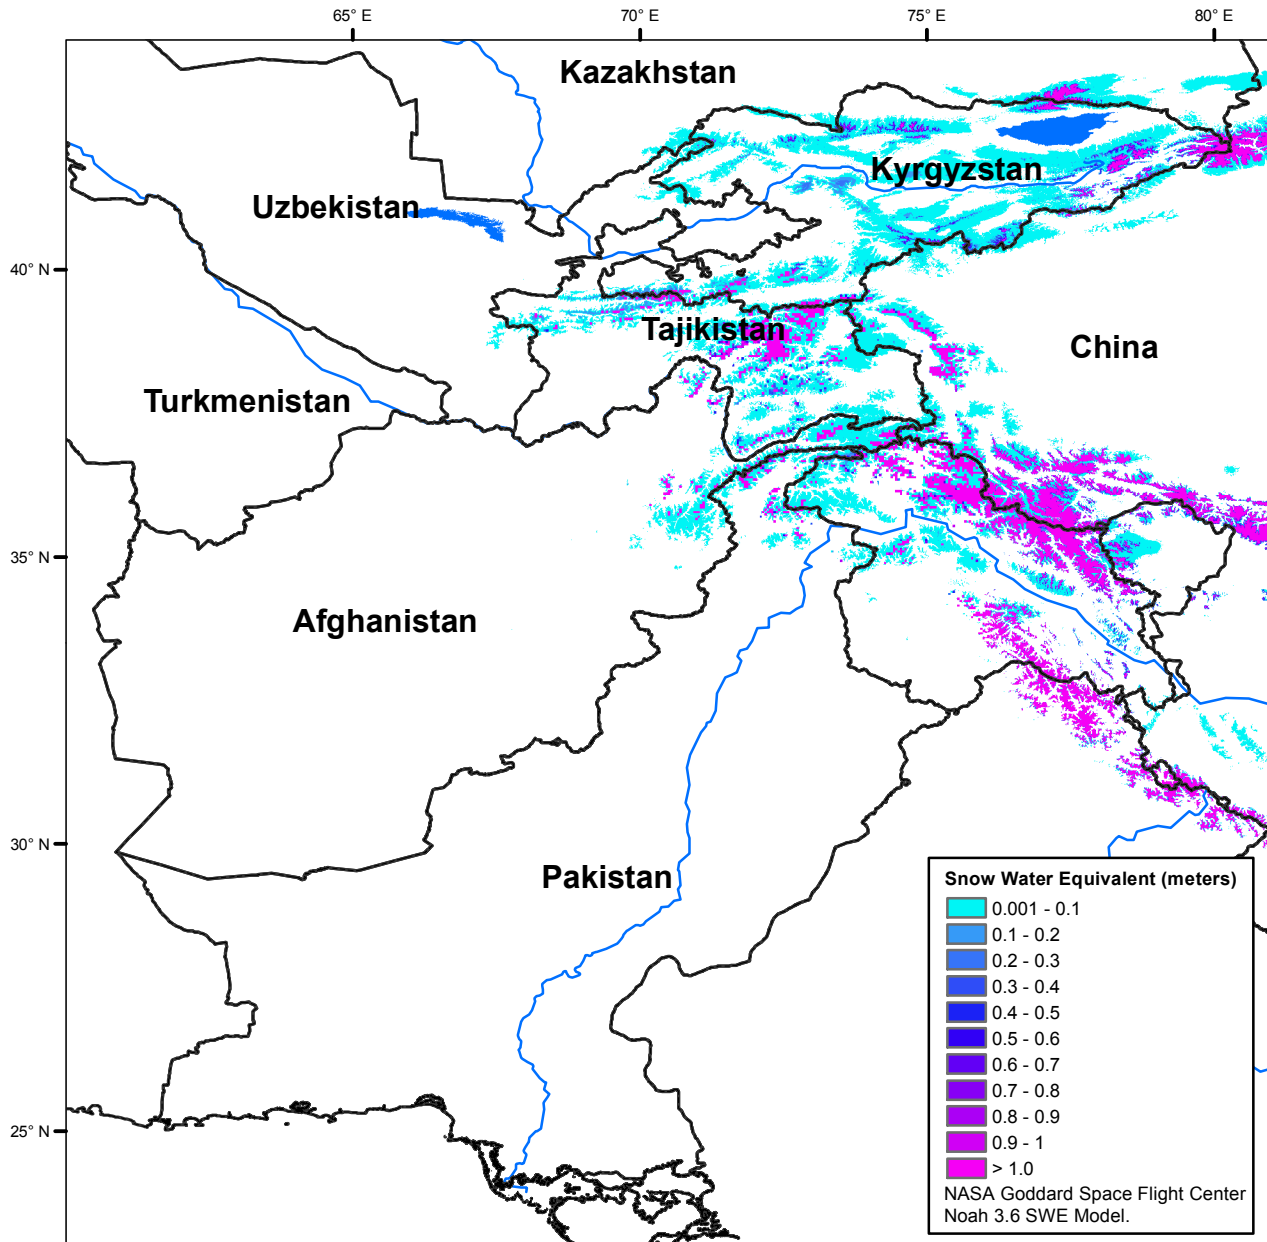 65° E
70° E
75° E
80° E
Kazakhstan
Kyrgyzstan
Uzbekistan
40° N
Tajikistan
China
Turkmenistan
35° N
Afghanistan
30° N
Pakistan
25° N
Snow Water Equivalent (meters)
0.001 - 0.1
0.1 - 0.2
0.2 - 0.3
0.3 - 0.4
0.4 - 0.5
0.5 - 0.6
0.6 - 0.7
0.7 - 0.8
0.8 - 0.9
0.9 - 1
> 1.0
NASA Goddard Space Flight Center
Noah 3.6 SWE Model.